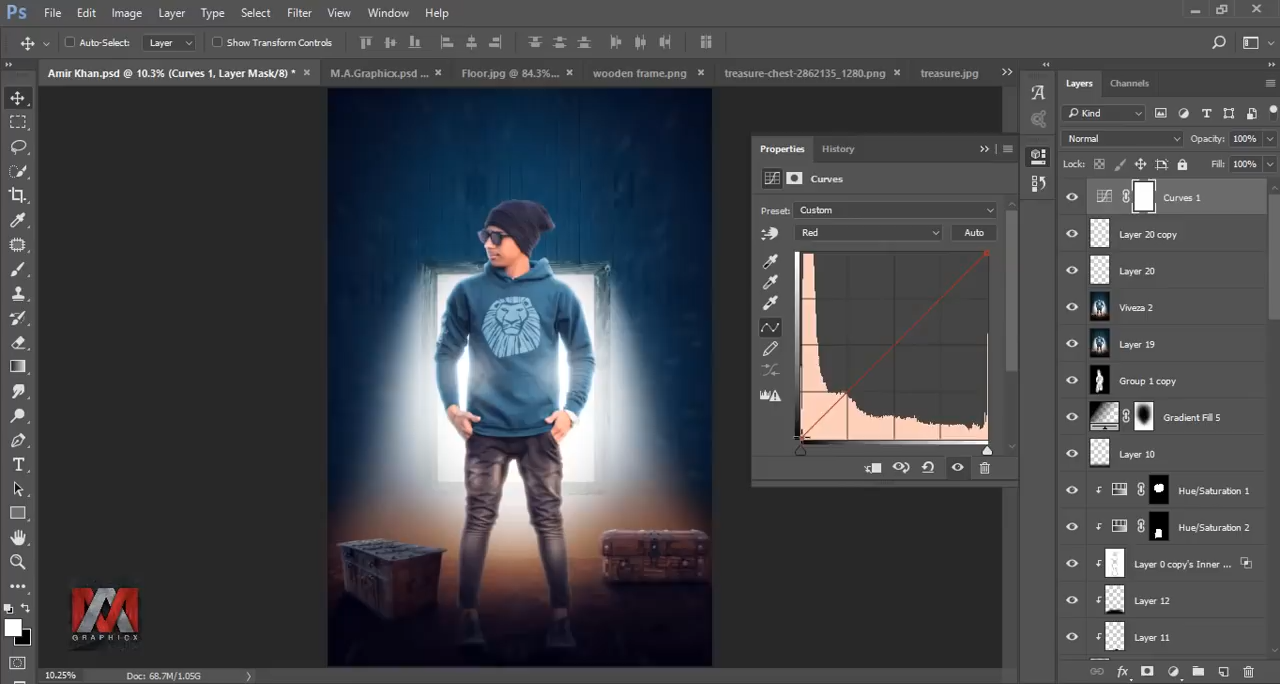 Ps File Edit Image Layer Type Select Filter 3D View Window Help
Auto-Select: Layer Show Transform Controls
Amir Khan.psd @ 10.3% (Curves 1, Layer Mask/8) * × M.A.Graphicx.psd ... × Floor.jpg @ 84.3%... × wooden frame.png × treasure-chest-2862135_1280.png × treasure.jpg
Layers Channels
Kind
Normal Opacity: 100%
Lock: Fill: 100%
Properties History
Curves
Preset: Custom
Red Auto
Curves 1
Layer 20 copy
Layer 20
Viveza 2
Layer 19
Group 1 copy
Gradient Fill 5
Layer 10
Hue/Saturation 1
Hue/Saturation 2
Layer 0 copy's Inner ...
Layer 12
Layer 11
MA
GRAPHICX
10.25% Doc: 68.7M/1.05G